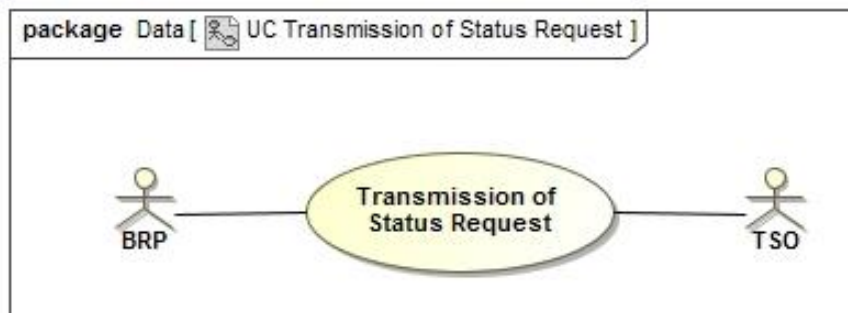 package Data [ UC Transmission of Status Request ]
Transmission of
Status Request
BRP
TSO